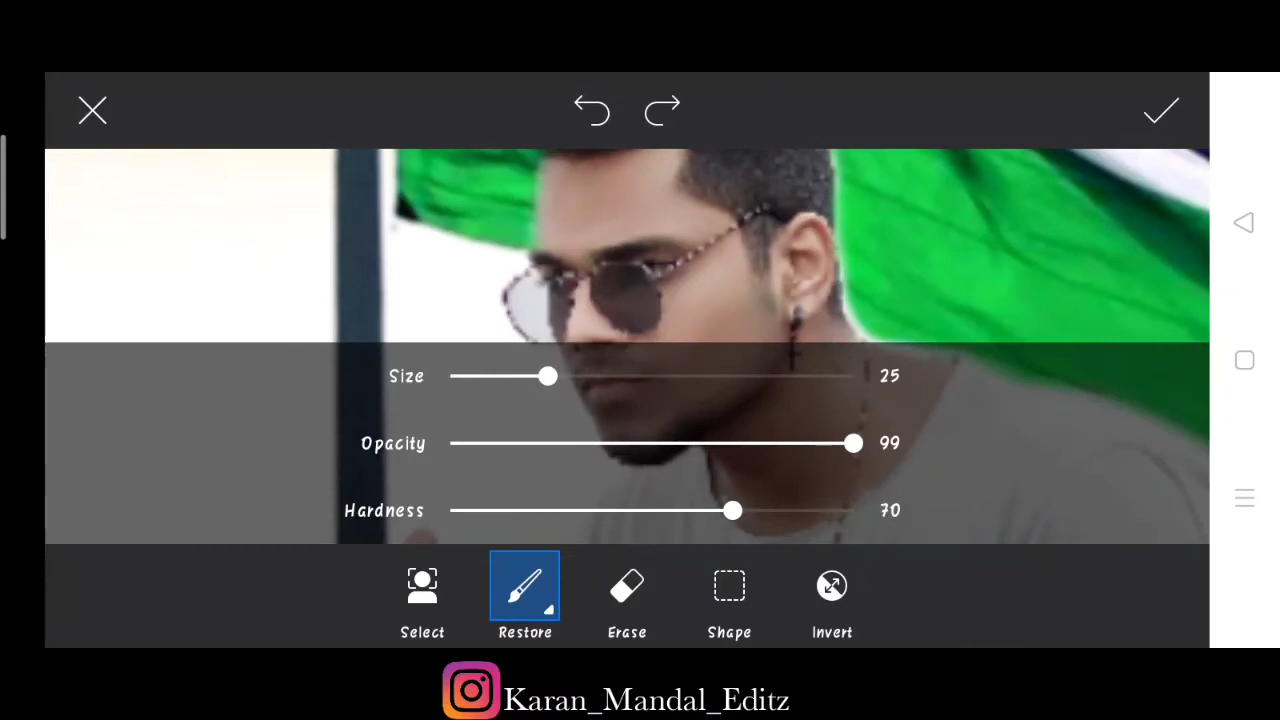 Size 25
Opacity 99
Hardness 70
Select Restore Erase Shape Invert
Karan_Mandal_Editz